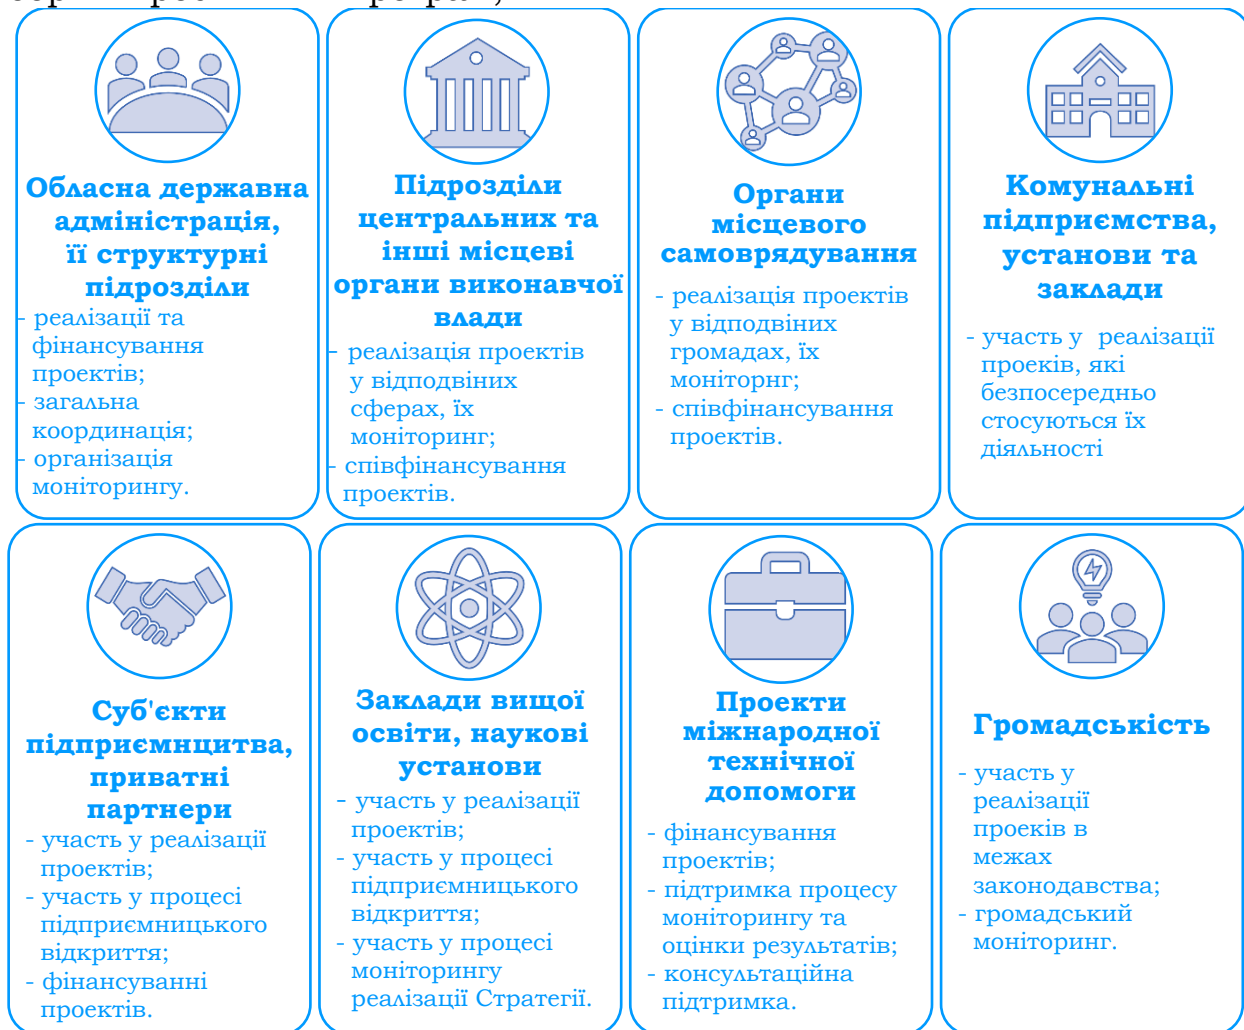 Обласна державна
адміністрація,
її структурні
підрозділи
- реалізації та
фінансування
проектів;
- загальна
координація;
- організація
моніторингу.
Підрозділи
центральних та
інші місцеві
органи виконавчої
влади
- реалізація проектів
у відподвіних
сферах, їх
моніторинг;
- співфінансування
проектів.
Органи
місцевого
самоврядування
- реалізація проектів
у відподвіних
громадах, їх
моніторнг;
- співфінансування
проектів.
Комунальні
підприємства,
установи та
заклади
- участь у реалізації
проеків, які
безпосередньо
стосуються їх
діяльності
Суб'єкти
підприємнцитва,
приватні
партнери
- участь у реалізації
проектів;
- участь у процесі
підприємницького
відкриття;
- фінансуванні
проектів.
Заклади вищої
освіти, наукові
установи
- участь у реалізації
проектів;
- участь у процесі
підприємницького
відкриття;
- участь у процесі
моніторингу
реалізації Стратегії.
Проекти
міжнародної
технічної
допомоги
- фінансування
проектів;
- підтримка процесу
моніторингу та
оцінки результатів;
- консультаційна
підтримка.
Громадськість
- участь у
реалізації
проеків в
межах
законодавства;
- громадський
моніторинг.